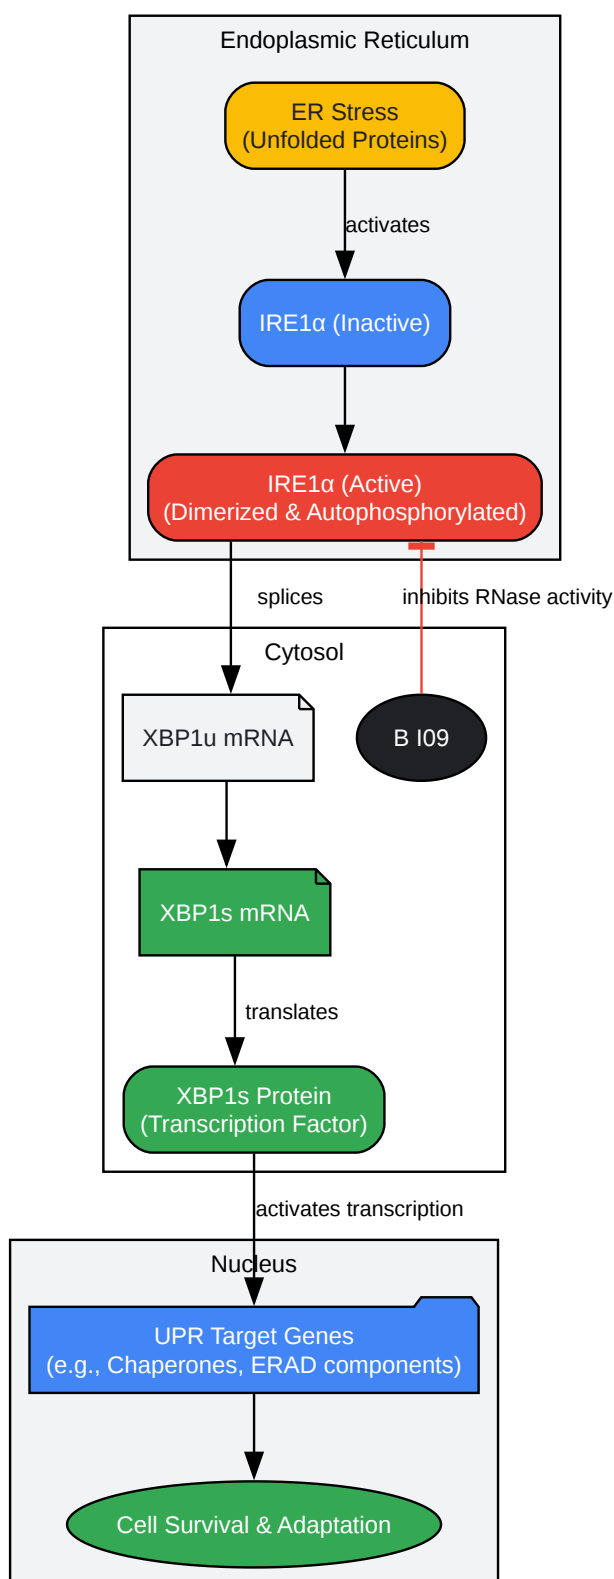 Endoplasmic Reticulum
ER Stress
(Unfolded Proteins)
activates
IRE1α (Inactive)
IRE1α (Active)
(Dimerized & Autophosphorylated)
splices
inhibits RNase activity
Cytosol
XBP1u mRNA
B I09
XBP1s mRNA
translates
XBP1s Protein
(Transcription Factor)
activates transcription
Nucleus
UPR Target Genes
(e.g., Chaperones, ERAD components)
Cell Survival & Adaptation